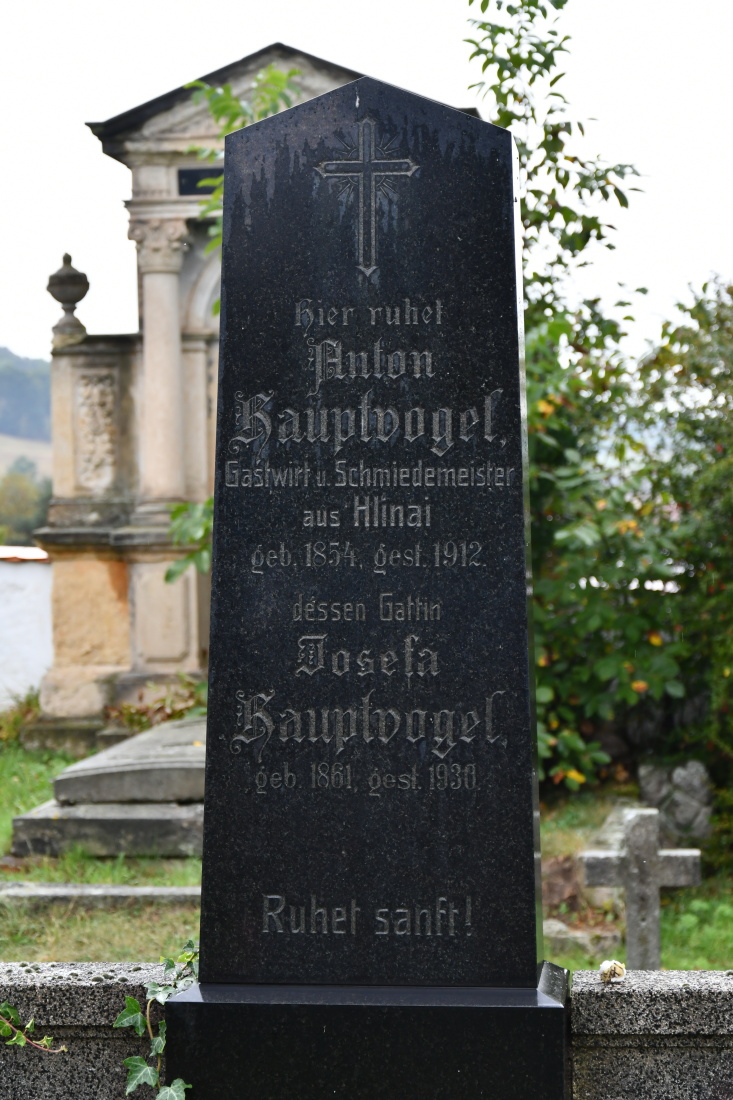 Hier ruhet
Anton
Hauptvogel,
Gastwirt u. Schmiedemeister
aus Hlinai
geb. 1854, gest. 1912.
dessen Gattin
Josefa
Hauptvogel,
geb. 1861, gest. 1930.
Ruhet sanft!